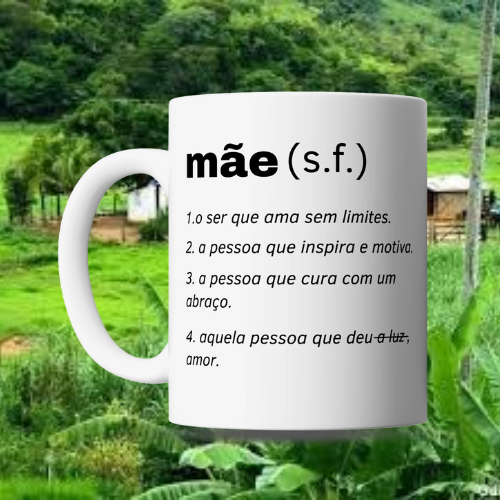 mãe (s.f.)
1.o ser que ama sem limites.
2. a pessoa que inspira e motiva.
3. a pessoa que cura com um
abraço.
4. aquela pessoa que deu a luz,
amor.